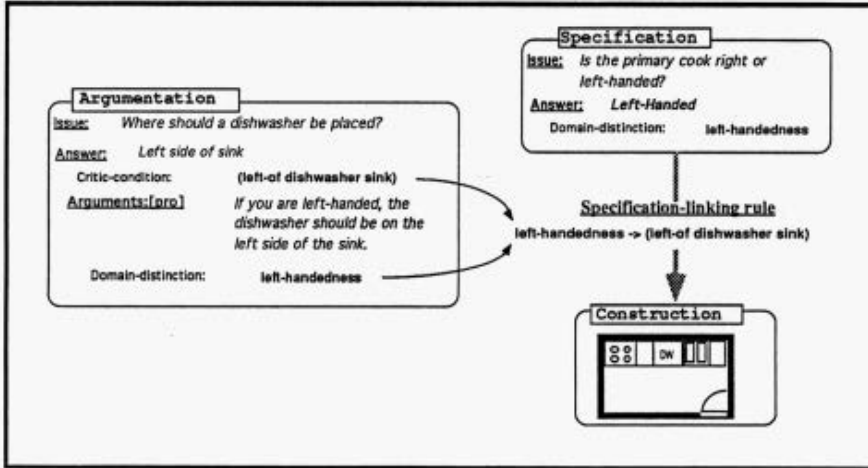 Argumentation
Issue: Where should a dishwasher be placed?
Answer: Left side of sink
Critic-condition: (left-of dishwasher sink)
Arguments:[pro] If you are left-handed, the
dishwasher should be on the
left side of the sink.
Domain-distinction: left-handedness
Specification
Issue: Is the primary cook right or
left-handed?
Answer: Left-Handed
Domain-distinction: left-handedness
Specification-linking rule
left-handedness -> (left-of dishwasher sink)
Construction
DW